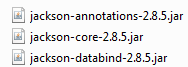 jackson-annotations-2.8.5.jar
jackson-core-2.8.5.jar
jackson-databind-2.8.5.jar